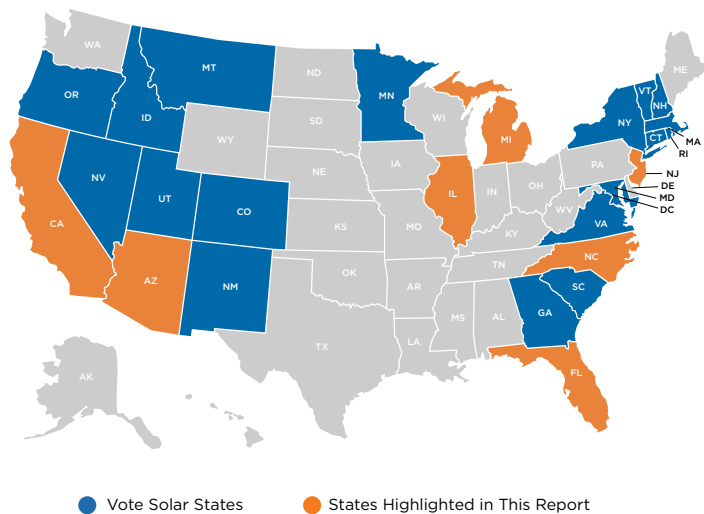 WA
MT
ND
MN
ME
VT
NH
OR
ID
SD
WI
NY
MA
CT
RI
WY
MI
IA
PA
NJ
NE
NV
OH
DE
IL
IN
MD
UT
WV
DC
CO
CA
VA
KS
MO
KY
NC
TN
AZ
OK
NM
AR
SC
MS
AL
GA
LA
TX
FL
AK
Vote Solar States
States Highlighted in This Report